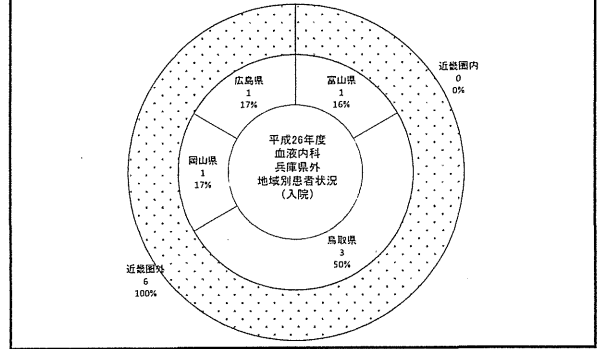 近畿圏内
0
0%
広島県
1
17%
富山県
1
16%
平成26年度
血液内科
兵庫県外
地域別患者状況
(入院)
岡山県
1
17%
鳥取県
3
50%
近畿圏外
6
100%